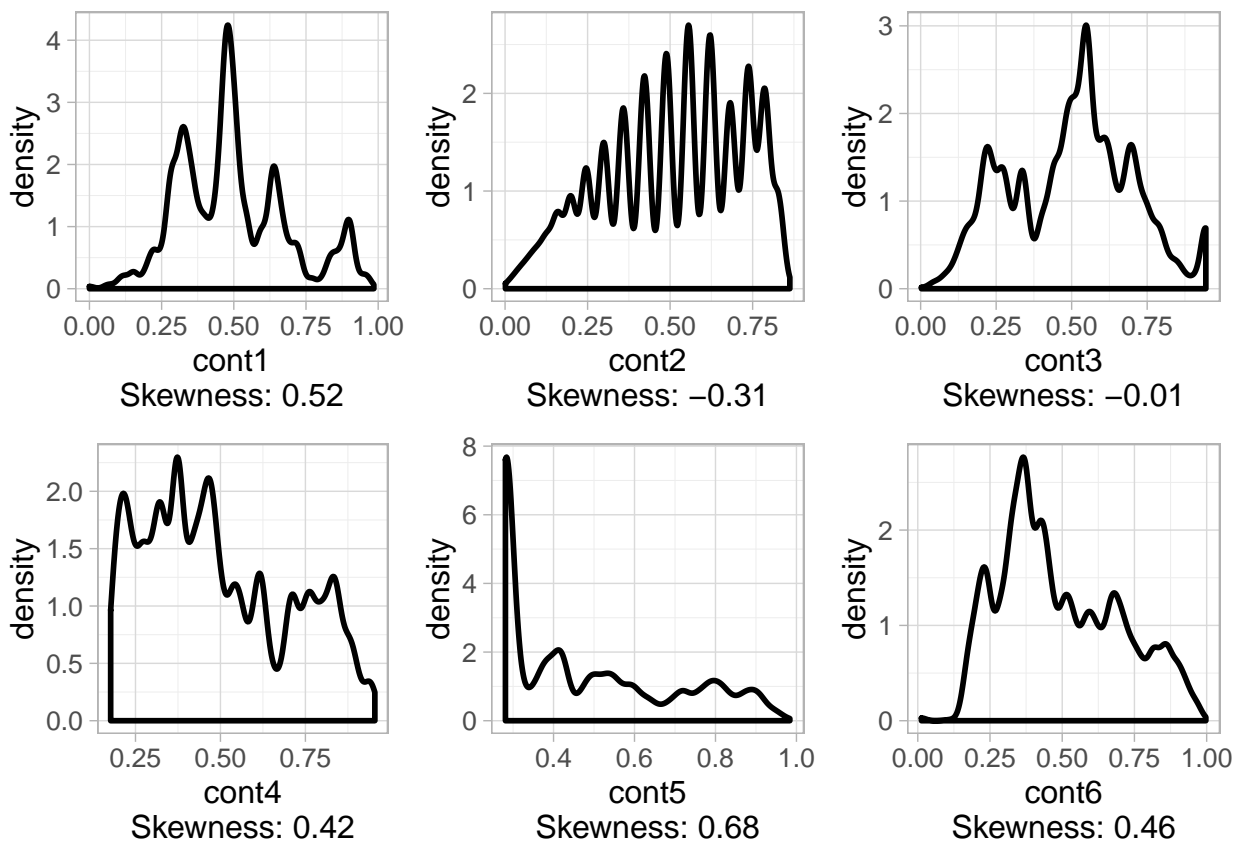 density
4
3
2
1
0
0.00 0.25 0.50 0.75 1.00
cont1
Skewness: 0.52
density
2
1
0
0.00 0.25 0.50 0.75
cont2
Skewness: −0.31
density
3
2
1
0
0.00 0.25 0.50 0.75
cont3
Skewness: −0.01
density
2.0
1.5
1.0
0.5
0.0
0.25 0.50 0.75
cont4
Skewness: 0.42
density
8
6
4
2
0
0.4 0.6 0.8 1.0
cont5
Skewness: 0.68
density
2
1
0
0.00 0.25 0.50 0.75 1.00
cont6
Skewness: 0.46